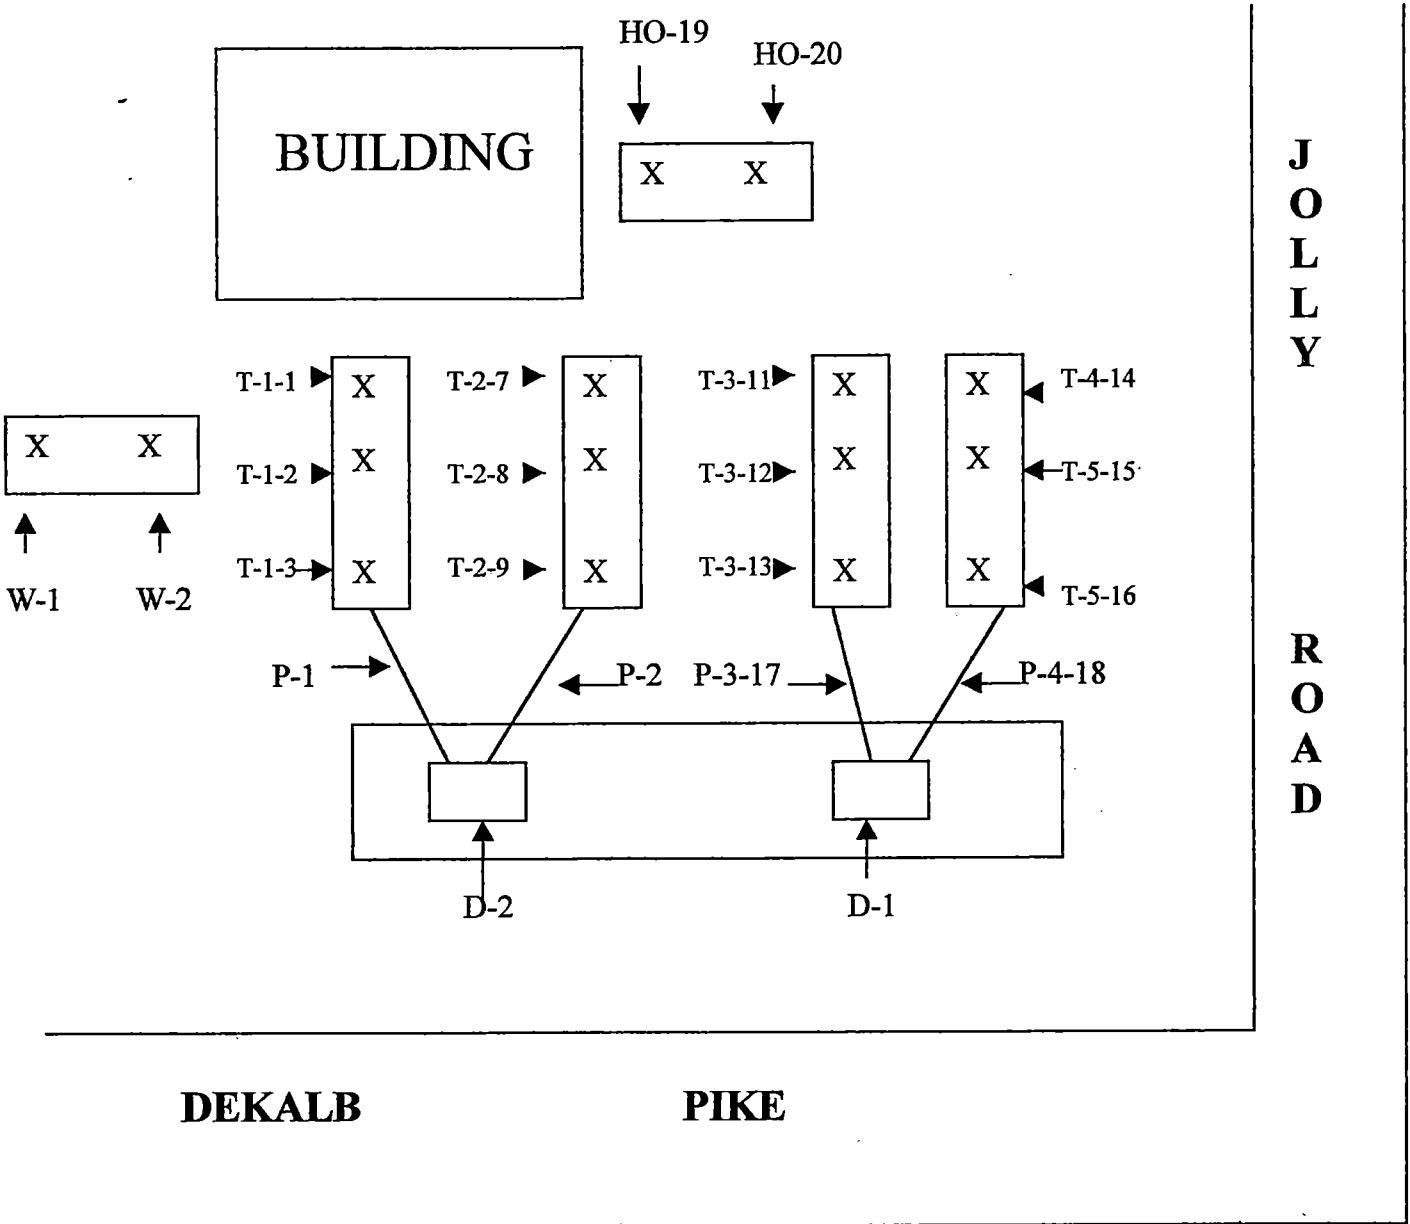 HO-19
HO-20
BUILDING
X X
J
O
L
L
Y
T-1-1 X T-2-7 X T-3-11 X X T-4-14
X X
T-1-2 X T-2-8 X T-3-12 X X T-5-15
T-1-3 X T-2-9 X T-3-13 X X T-5-16
W-1 W-2
P-1 P-2 P-3-17 P-4-18
R
O
A
D
D-2 D-1
DEKALB PIKE